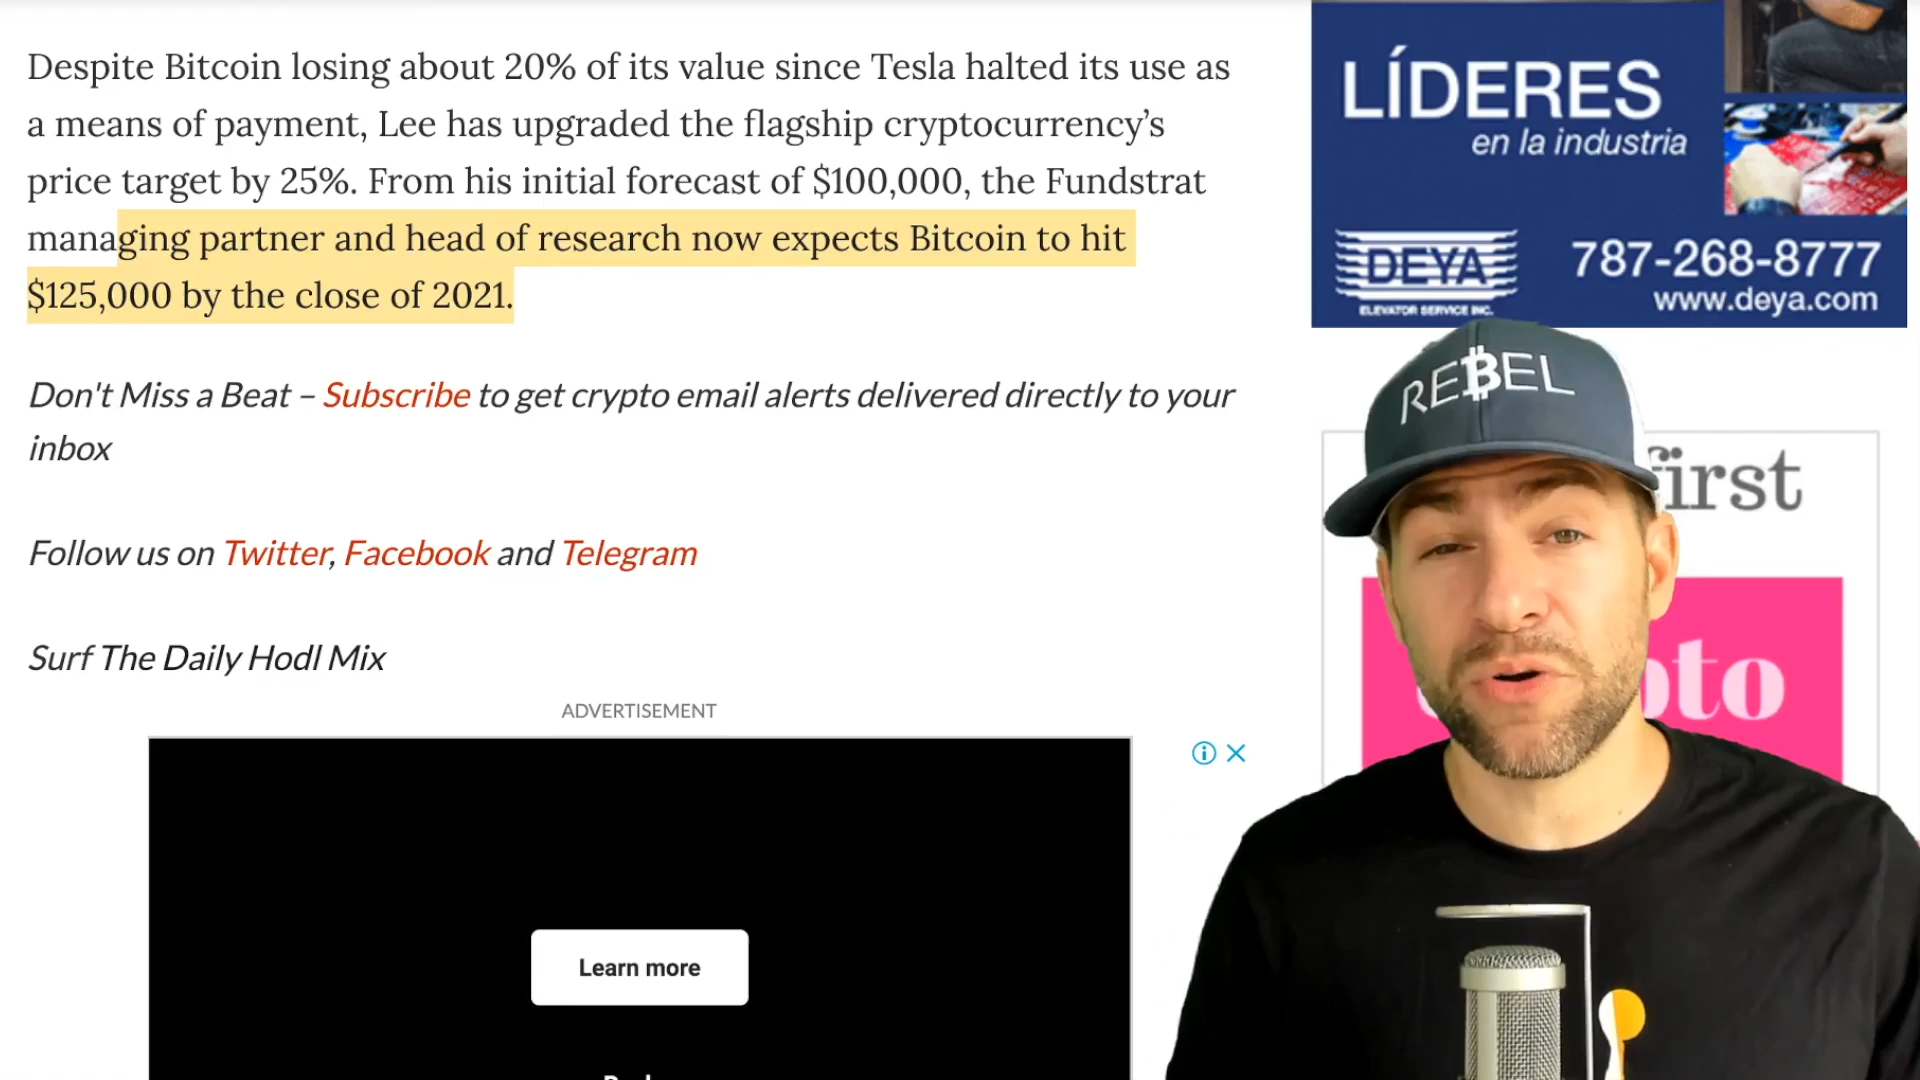 Despite Bitcoin losing about 20% of its value since Tesla halted its use as
a means of payment, Lee has upgraded the flagship cryptocurrency’s
price target by 25%. From his initial forecast of $100,000, the Fundstrat
managing partner and head of research now expects Bitcoin to hit
$125,000 by the close of 2021.
Don't Miss a Beat – Subscribe to get crypto email alerts delivered directly to your
inbox
Follow us on Twitter, Facebook and Telegram
Surf The Daily Hodl Mix
ADVERTISEMENT
Learn more
LÍDERES
en la industria
DEYA
ELEVATOR SERVICE INC.
787-268-8777
www.deya.com
REBEL
first